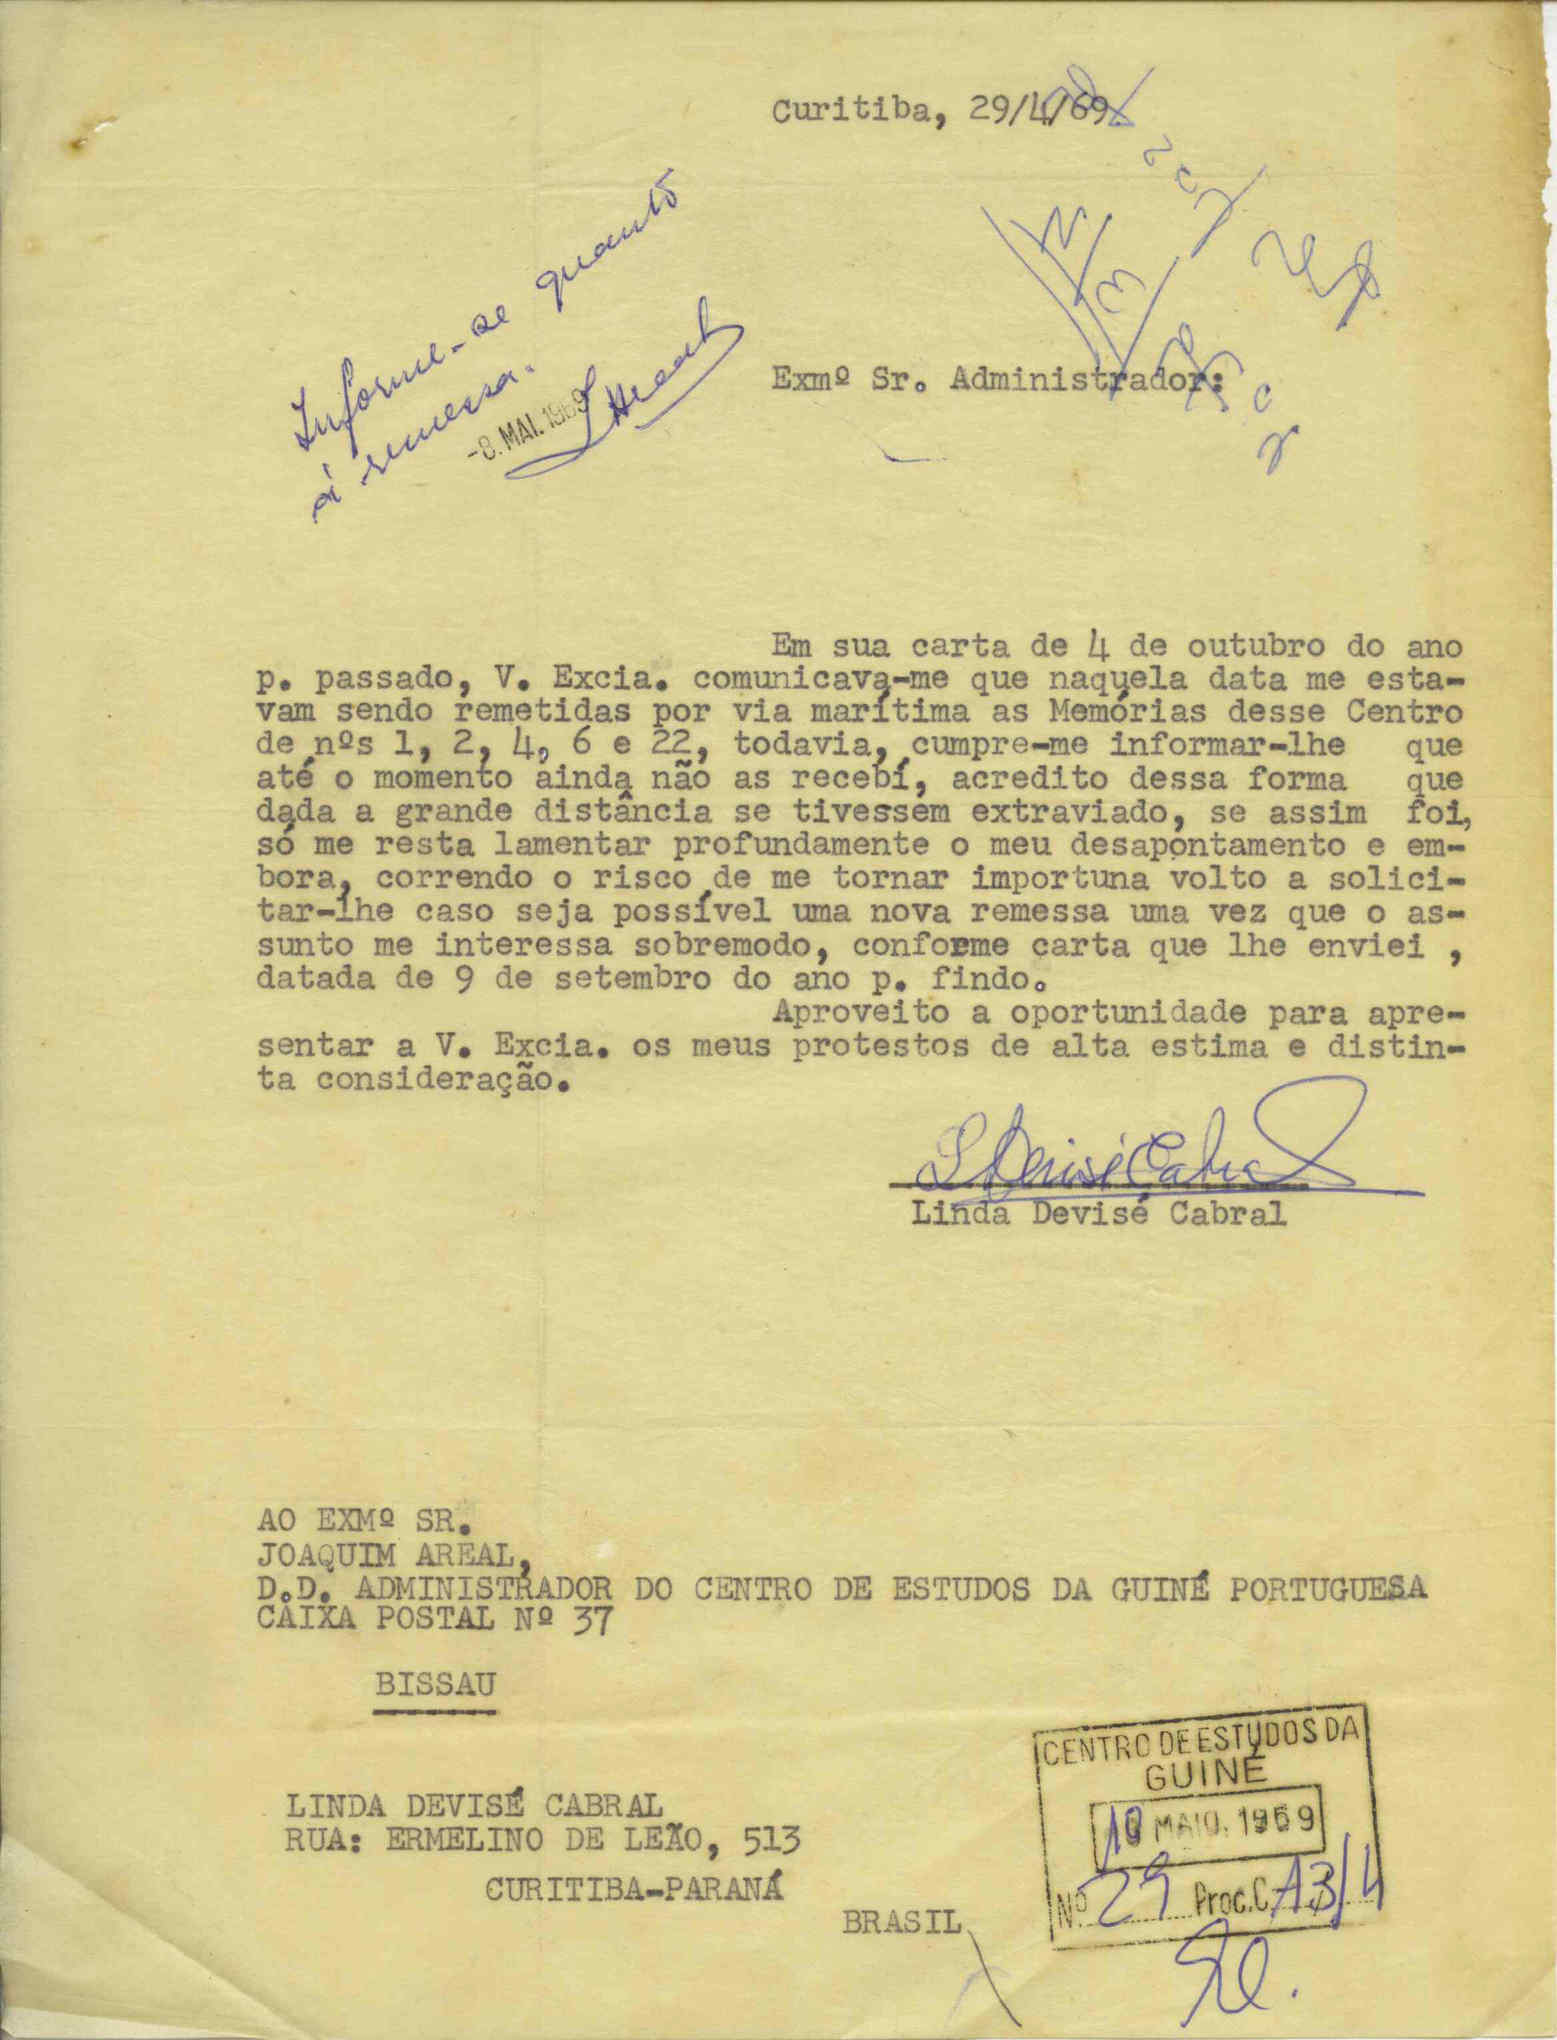 Curitiba, 29/4/69
Informe-se quanto
à remessa.
-8. MAI. 1969
Exmº Sr. Administrador:
Em sua carta de 4 de outubro do ano
p. passado, V. Excia. comunicava-me que naquela data me esta-
vam sendo remetidas por via marítima as Memórias desse Centro
de nºs 1, 2, 4, 6 e 22, todavia, cumpre-me informar-lhe que
até o momento ainda não as recebí, acredito dessa forma que
dada a grande distância se tivessem extraviado, se assim foi,
só me resta lamentar profundamente o meu desapontamento e em-
bora, correndo o risco de me tornar importuna volto a solici-
tar-lhe caso seja possível uma nova remessa uma vez que o as-
sunto me interessa sobremodo, conforme carta que lhe enviei ,
datada de 9 de setembro do ano p. findo.
Aproveito a oportunidade para apre-
sentar a V. Excia. os meus protestos de alta estima e distin-
ta consideração.
L Devisé Cabral
Linda Devisé Cabral
AO EXMº SR.
JOAQUIM AREAL,
D.D. ADMINISTRADOR DO CENTRO DE ESTUDOS DA GUINÉ PORTUGUESA
CAIXA POSTAL Nº 37
BISSAU
LINDA DEVISÉ CABRAL
RUA: ERMELINO DE LEÃO, 513
CURITIBA-PARANÁ
BRASIL
CENTRO DE ESTUDOS DA
GUINÉ
10 MAIO. 1969
Nº 29 Proc. C. A3/4